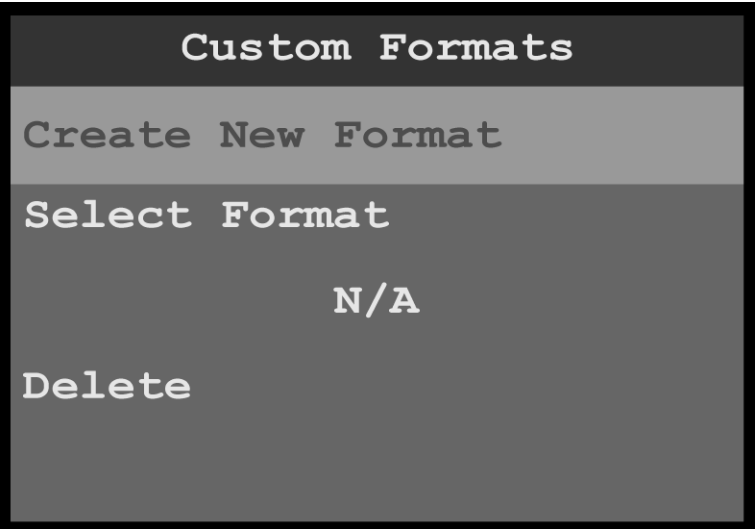 Custom Formats
Create New Format
Select Format
N/A
Delete